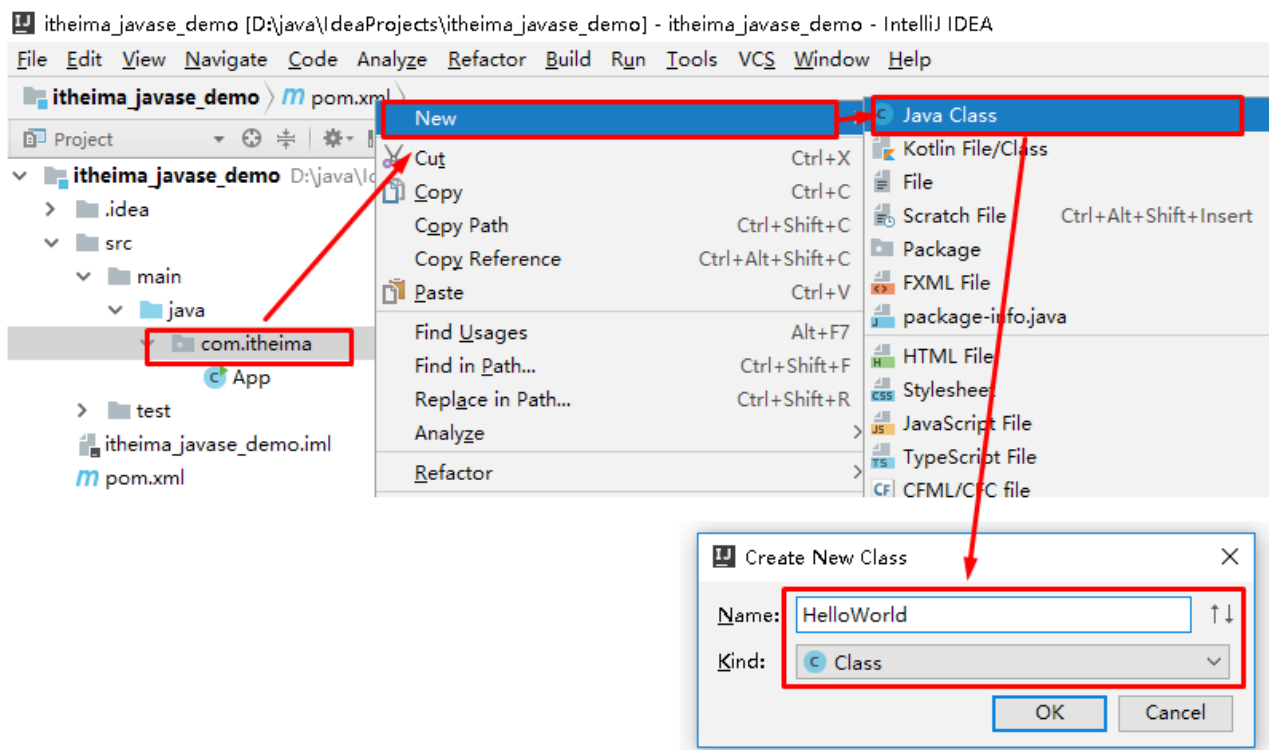 itheima_javase_demo [D:\java\IdeaProjects\itheima_javase_demo] - itheima_javase_demo - IntelliJ IDEA
File Edit View Navigate Code Analyze Refactor Build Run Tools VCS Window Help
itheima_javase_demo pom.xml
Project
itheima_javase_demo D:\java\Id
.idea
src
main
java
com.itheima
App
test
itheima_javase_demo.iml
pom.xml
New
Cut Ctrl+X
Copy Ctrl+C
Copy Path Ctrl+Shift+C
Copy Reference Ctrl+Alt+Shift+C
Paste Ctrl+V
Find Usages Alt+F7
Find in Path... Ctrl+Shift+F
Replace in Path... Ctrl+Shift+R
Analyze
Refactor
Java Class
Kotlin File/Class
File
Scratch File Ctrl+Alt+Shift+Insert
Package
FXML File
package-info.java
HTML File
Stylesheet
JavaScript File
TypeScript File
CFML/CFC file
Create New Class
Name: HelloWorld
Kind: Class
OK Cancel